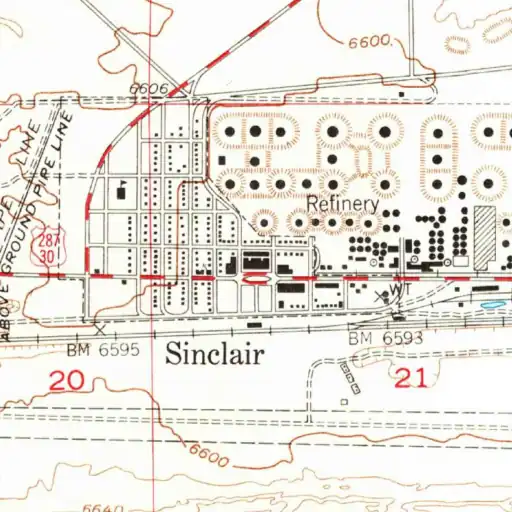 6600
6606
PIPE LINE
ABOVE GROUND PIPE LINE
Refinery
287
30
WT
BM 6595
BM 6593
Sinclair
20
21
6600
6640